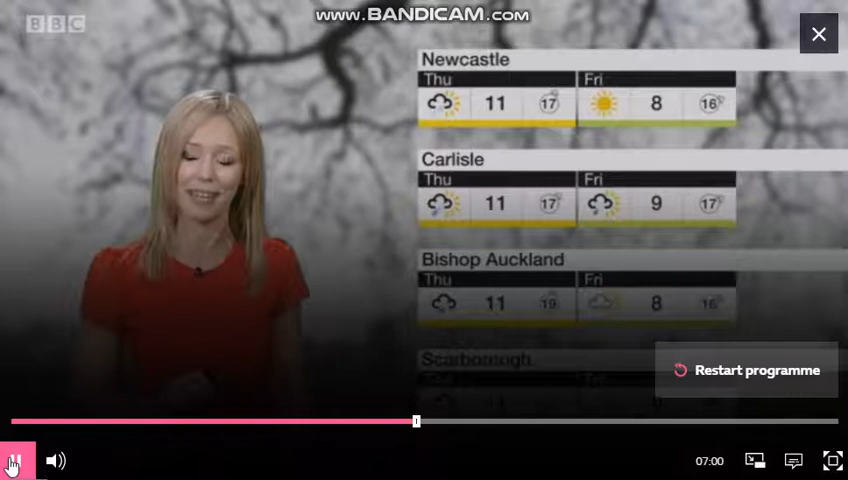 BBC
www.BANDICAM.com
Newcastle
Thu Fri
11 17 8 16
Carlisle
Thu Fri
11 17 9 17
Bishop Auckland
Thu Fri
11 19 8 16
Scarborough
Restart programme
07:00